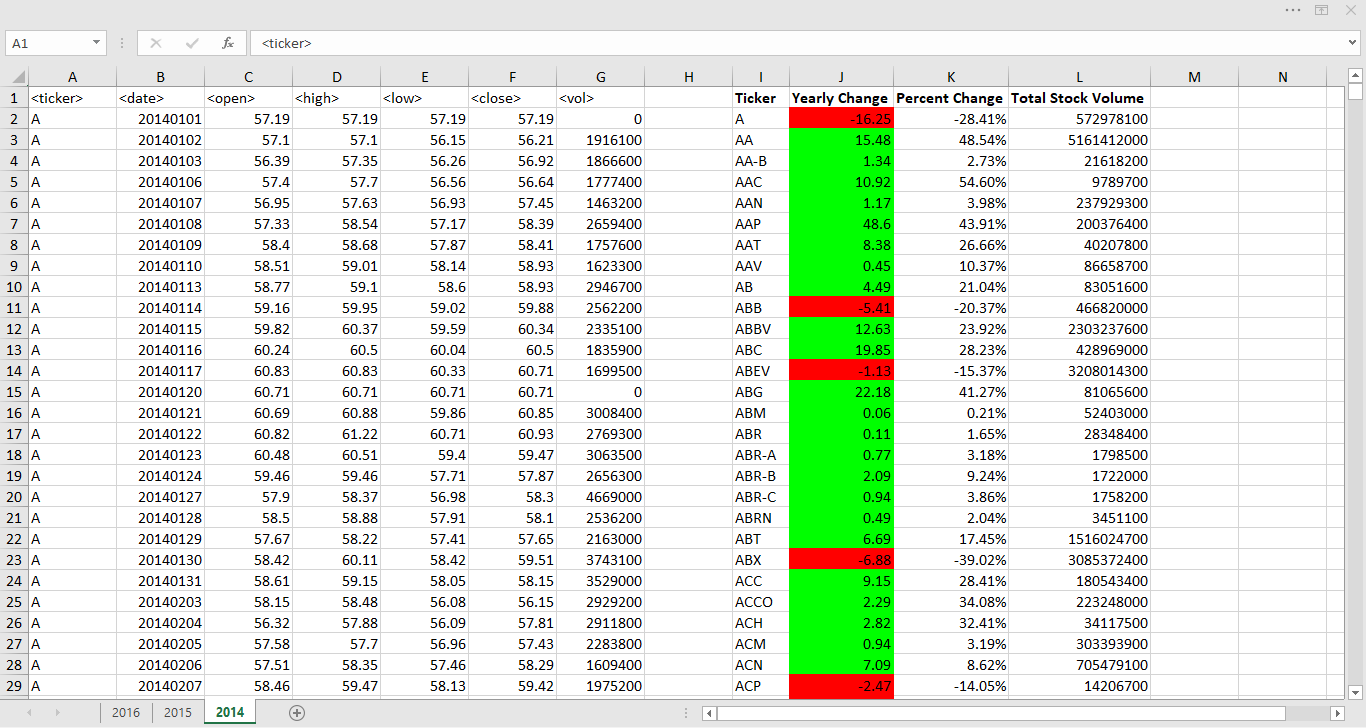 A1 fx <ticker>
A B C D E F G H I J K L M N
1 <ticker> <date> <open> <high> <low> <close> <vol> Ticker Yearly Change Percent Change Total Stock Volume
2 A 20140101 57.19 57.19 57.19 57.19 0 A -16.25 -28.41% 572978100
3 A 20140102 57.1 57.1 56.15 56.21 1916100 AA 15.48 48.54% 5161412000
4 A 20140103 56.39 57.35 56.26 56.92 1866600 AA-B 1.34 2.73% 21618200
5 A 20140106 57.4 57.7 56.56 56.64 1777400 AAC 10.92 54.60% 9789700
6 A 20140107 56.95 57.63 56.93 57.45 1463200 AAN 1.17 3.98% 237929300
7 A 20140108 57.33 58.54 57.17 58.39 2659400 AAP 48.6 43.91% 200376400
8 A 20140109 58.4 58.68 57.87 58.41 1757600 AAT 8.38 26.66% 40207800
9 A 20140110 58.51 59.01 58.14 58.93 1623300 AAV 0.45 10.37% 86658700
10 A 20140113 58.77 59.1 58.6 58.93 2946700 AB 4.49 21.04% 83051600
11 A 20140114 59.16 59.95 59.02 59.88 2562200 ABB -5.41 -20.37% 466820000
12 A 20140115 59.82 60.37 59.59 60.34 2335100 ABBV 12.63 23.92% 2303237600
13 A 20140116 60.24 60.5 60.04 60.5 1835900 ABC 19.85 28.23% 428969000
14 A 20140117 60.83 60.83 60.33 60.71 1699500 ABEV -1.13 -15.37% 3208014300
15 A 20140120 60.71 60.71 60.71 60.71 0 ABG 22.18 41.27% 81065600
16 A 20140121 60.69 60.88 59.86 60.85 3008400 ABM 0.06 0.21% 52403000
17 A 20140122 60.82 61.22 60.71 60.93 2769300 ABR 0.11 1.65% 28348400
18 A 20140123 60.48 60.51 59.4 59.47 3063500 ABR-A 0.77 3.18% 1798500
19 A 20140124 59.46 59.46 57.71 57.87 2656300 ABR-B 2.09 9.24% 1722000
20 A 20140127 57.9 58.37 56.98 58.3 4669000 ABR-C 0.94 3.86% 1758200
21 A 20140128 58.5 58.88 57.91 58.1 2536200 ABRN 0.49 2.04% 3451100
22 A 20140129 57.67 58.22 57.41 57.65 2163000 ABT 6.69 17.45% 1516024700
23 A 20140130 58.42 60.11 58.42 59.51 3743100 ABX -6.88 -39.02% 3085372400
24 A 20140131 58.61 59.15 58.05 58.15 3529000 ACC 9.15 28.41% 180543400
25 A 20140203 58.15 58.48 56.08 56.15 2929200 ACCO 2.29 34.08% 223248000
26 A 20140204 56.32 57.88 56.09 57.81 2911800 ACH 2.82 32.41% 34117500
27 A 20140205 57.58 57.7 56.96 57.43 2283800 ACM 0.94 3.19% 303393900
28 A 20140206 57.51 58.35 57.46 58.29 1609400 ACN 7.09 8.62% 705479100
29 A 20140207 58.46 59.47 58.13 59.42 1975200 ACP -2.47 -14.05% 14206700
2016 2015 2014